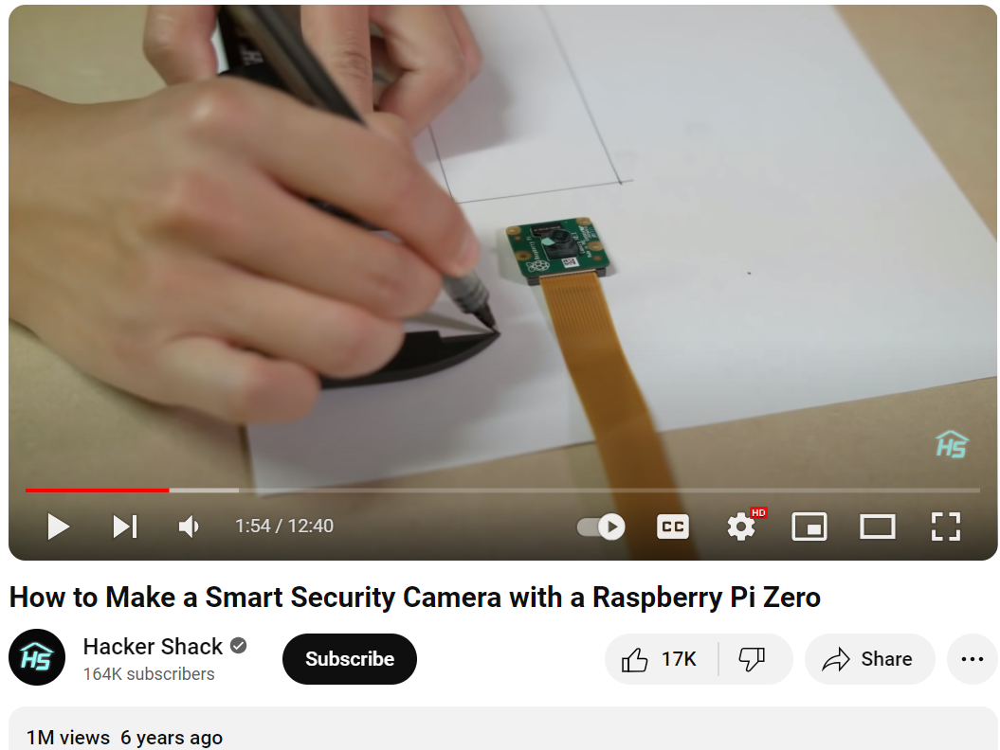 HS
HD
1:54 / 12:40
CC
How to Make a Smart Security Camera with a Raspberry Pi Zero
HS
Hacker Shack
164K subscribers
Subscribe
17K
Share
1M views 6 years ago